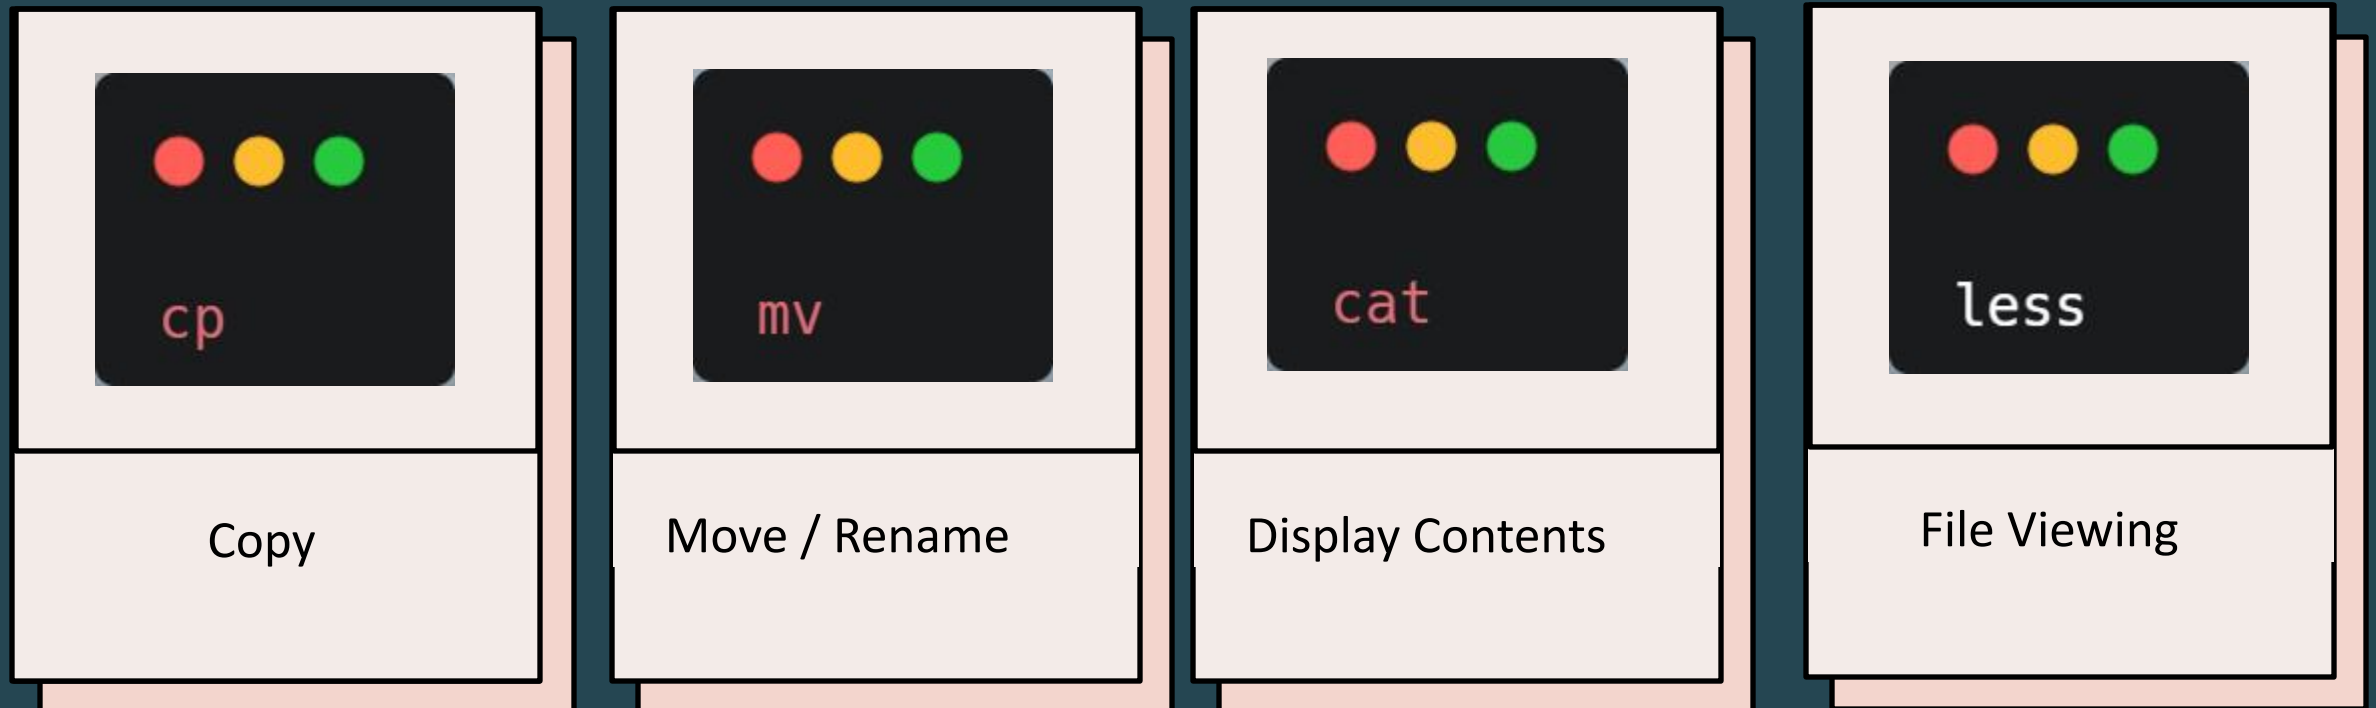 cp
Copy
mv
Move / Rename
cat
Display Contents
less
File Viewing